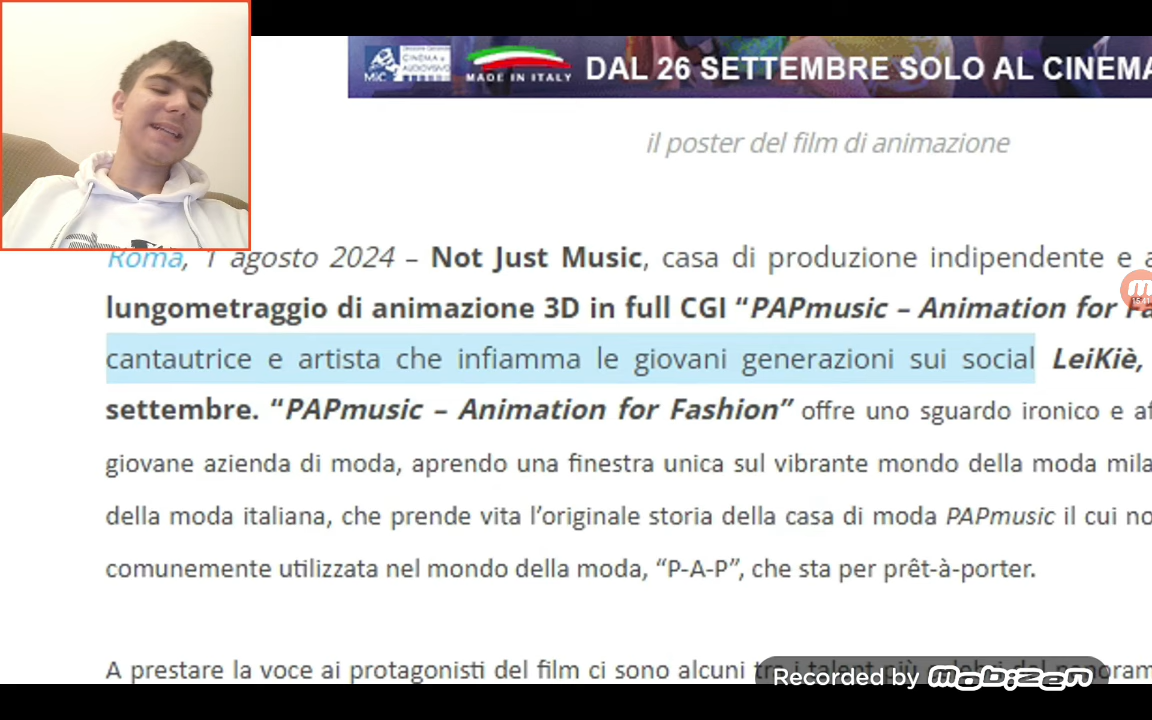 MiC CINEMA e AUDIOVISIVO MADE IN ITALY DAL 26 SETTEMBRE SOLO AL CINEMA
il poster del film di animazione
Roma, 1 agosto 2024 – Not Just Music, casa di produzione indipendente e a
lungometraggio di animazione 3D in full CGI “PAPmusic – Animation for Fa
cantautrice e artista che infiamma le giovani generazioni sui social LeiKiè,
settembre. “PAPmusic – Animation for Fashion” offre uno sguardo ironico e af
giovane azienda di moda, aprendo una finestra unica sul vibrante mondo della moda mila
della moda italiana, che prende vita l’originale storia della casa di moda PAPmusic il cui no
comunemente utilizzata nel mondo della moda, “P-A-P”, che sta per prêt-à-porter.
A prestare la voce ai protagonisti del film ci sono alcuni
Recorded by mobizen